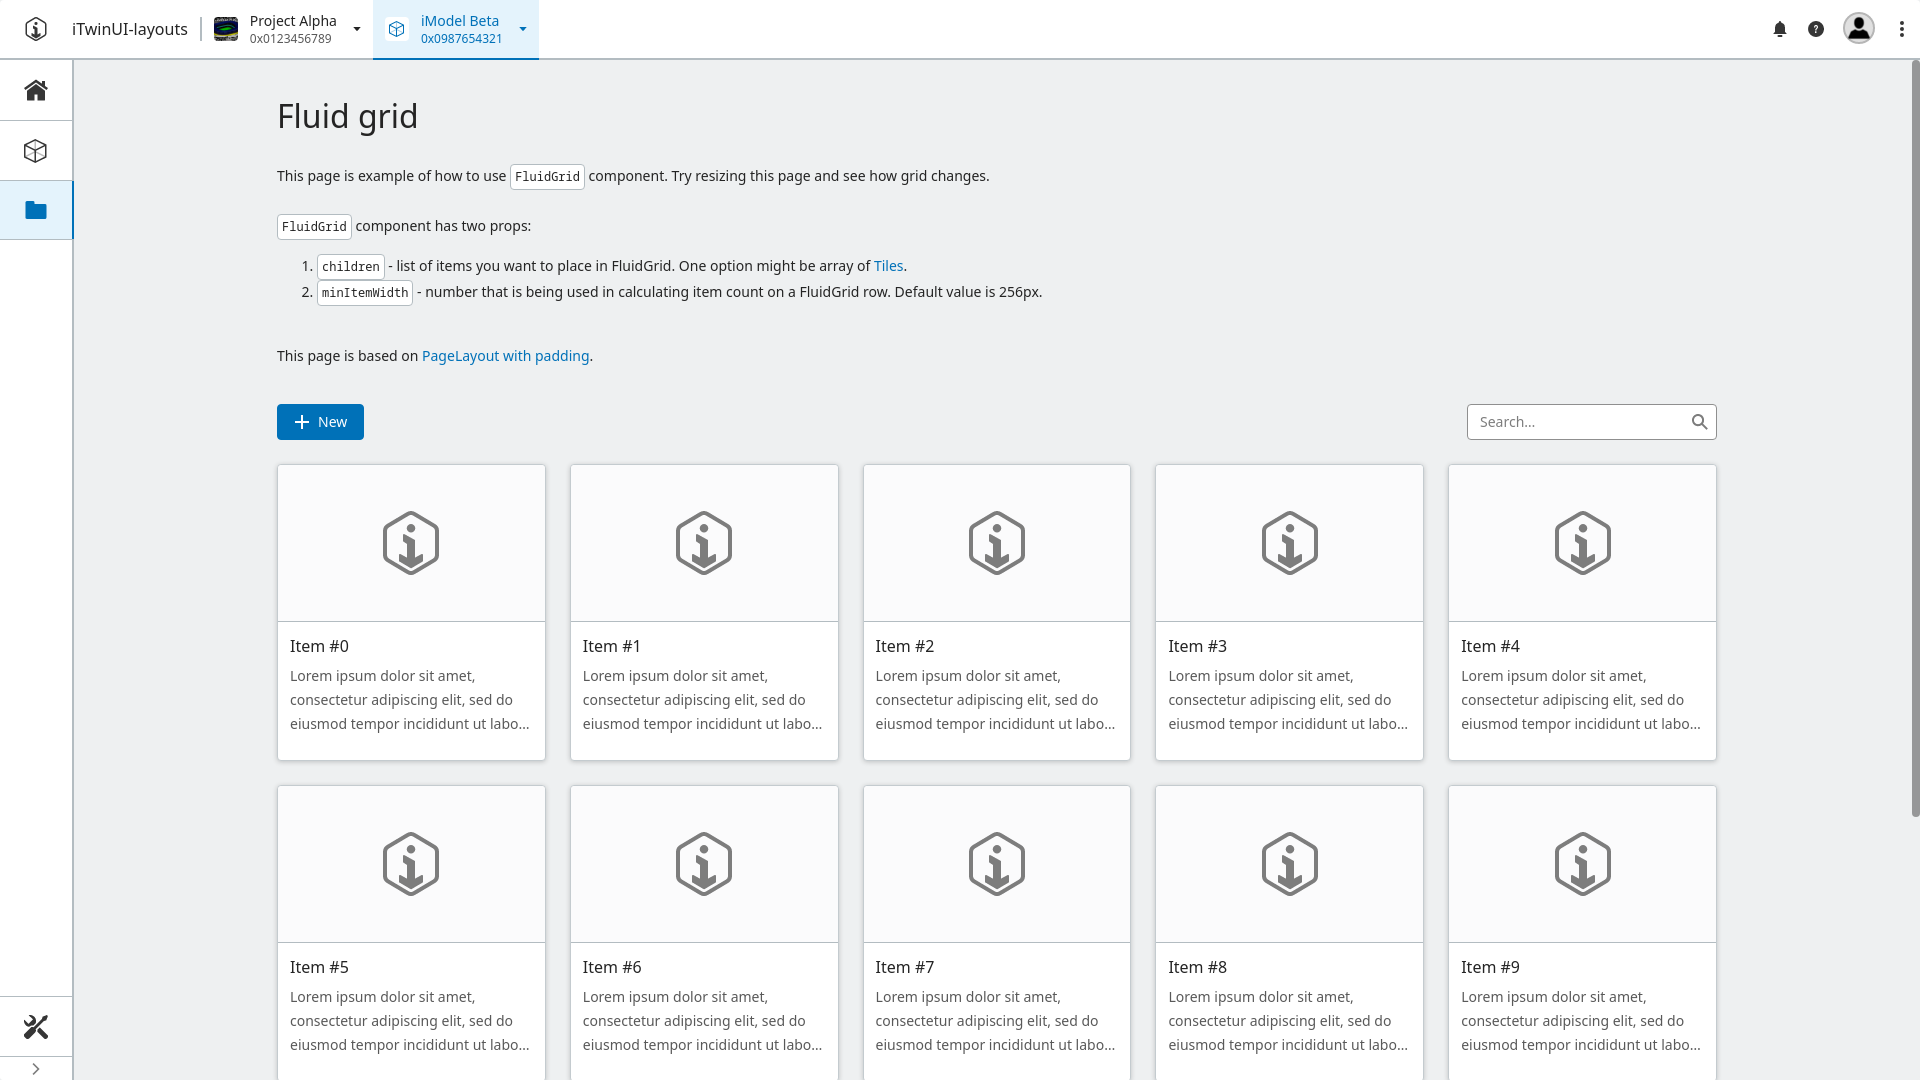 iTwinUI-layouts
Project Alpha
0x0123456789
iModel Beta
0x0987654321
Fluid grid
This page is example of how to use FluidGrid component. Try resizing this page and see how grid changes.
FluidGrid component has two props:
1. children - list of items you want to place in FluidGrid. One option might be array of Tiles.
2. minItemWidth - number that is being used in calculating item count on a FluidGrid row. Default value is 256px.
This page is based on PageLayout with padding.
New
Search...
Item #0
Lorem ipsum dolor sit amet,
consectetur adipiscing elit, sed do
eiusmod tempor incididunt ut labo...
Item #1
Lorem ipsum dolor sit amet,
consectetur adipiscing elit, sed do
eiusmod tempor incididunt ut labo...
Item #2
Lorem ipsum dolor sit amet,
consectetur adipiscing elit, sed do
eiusmod tempor incididunt ut labo...
Item #3
Lorem ipsum dolor sit amet,
consectetur adipiscing elit, sed do
eiusmod tempor incididunt ut labo...
Item #4
Lorem ipsum dolor sit amet,
consectetur adipiscing elit, sed do
eiusmod tempor incididunt ut labo...
Item #5
Lorem ipsum dolor sit amet,
consectetur adipiscing elit, sed do
eiusmod tempor incididunt ut labo...
Item #6
Lorem ipsum dolor sit amet,
consectetur adipiscing elit, sed do
eiusmod tempor incididunt ut labo...
Item #7
Lorem ipsum dolor sit amet,
consectetur adipiscing elit, sed do
eiusmod tempor incididunt ut labo...
Item #8
Lorem ipsum dolor sit amet,
consectetur adipiscing elit, sed do
eiusmod tempor incididunt ut labo...
Item #9
Lorem ipsum dolor sit amet,
consectetur adipiscing elit, sed do
eiusmod tempor incididunt ut labo...